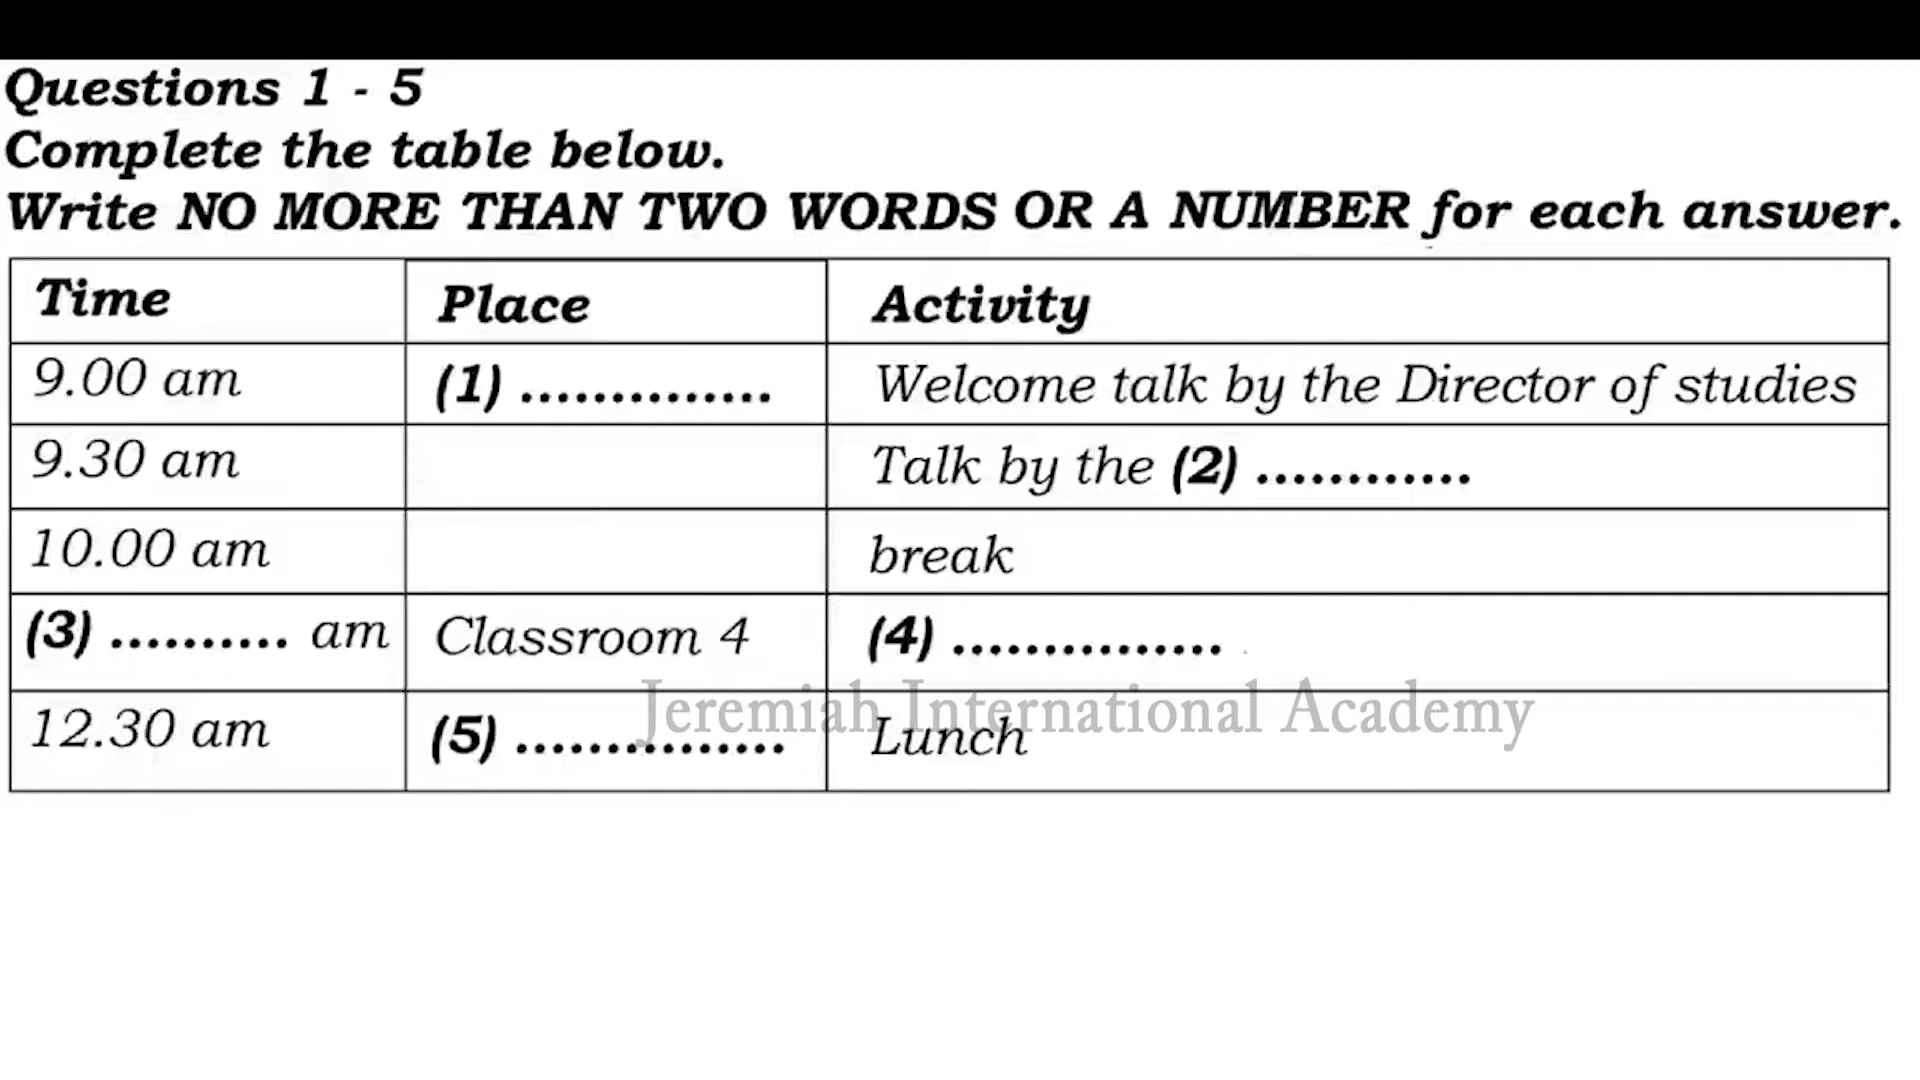 Questions 1 - 5
Complete the table below.
Write NO MORE THAN TWO WORDS OR A NUMBER for each answer.
Time Place Activity
9.00 am (1) .............. Welcome talk by the Director of studies
9.30 am Talk by the (2) ............
10.00 am break
(3) .......... am Classroom 4 (4) ...............
12.30 am (5) ............... Lunch
Jeremiah International Academy